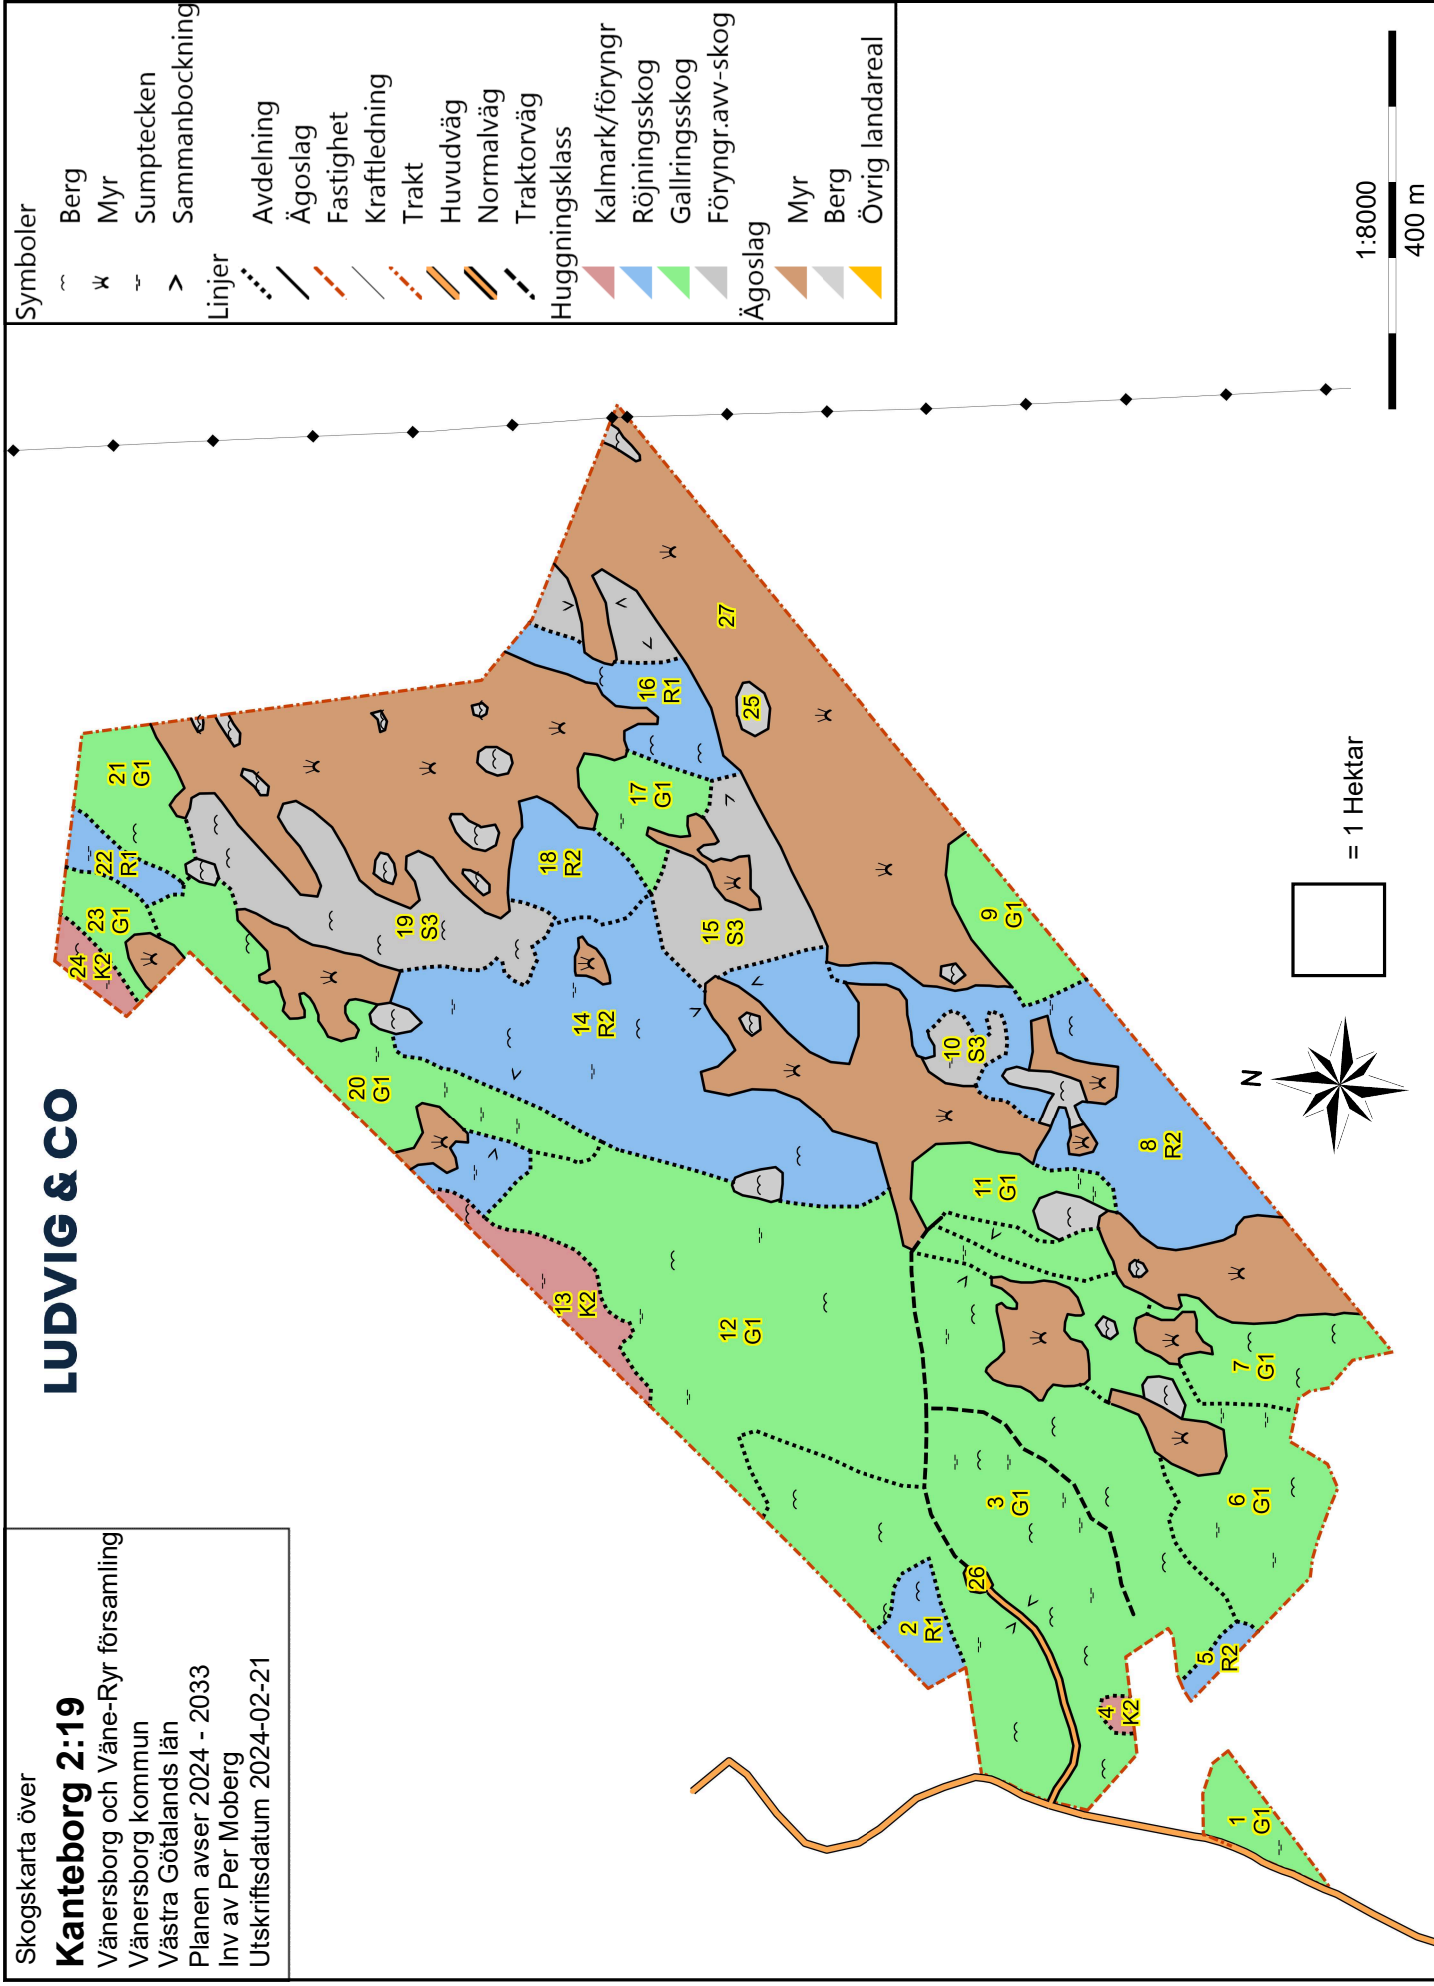 Skogskarta över
Kanteborg 2:19
Vänersborg och Väne-Ryr församling
Vänersborg kommun
Västra Götalands län
Planen avser 2024 - 2033
Inv av Per Moberg
Utskriftsdatum 2024-02-21
LUDVIG & CO
Symboler
Berg
Myr
Sumptecken
Sammanbockning
Linjer
Avdelning
Ägoslag
Fastighet
Kraftledning
Trakt
Huvudväg
Normalväg
Traktorväg
Huggningsklass
Kalmark/föryngr
Röjningsskog
Gallringsskog
Föryngr.avv-skog
Ägoslag
Myr
Berg
Övrig landareal
24
K2
23
G1
22
R1
21
G1
20
G1
19
S3
18
R2
17
G1
16
R1
14
R2
15
S3
13
K2
12
G1
27
25
2
R1
26
3
G1
11
G1
10
S3
9
G1
8
R2
4
K2
5
R2
6
G1
7
G1
1
G1
N
= 1 Hektar
1:8000
400 m